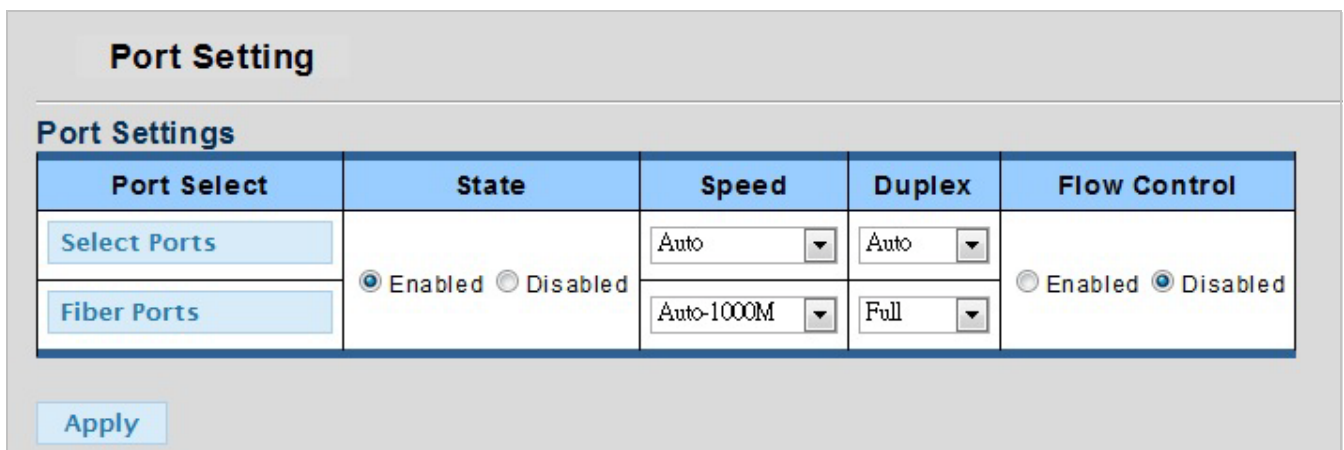 Port Setting
Port Settings
Port Select State Speed Duplex Flow Control
Select Ports Auto Auto
Enabled Disabled Enabled Disabled
Fiber Ports Auto-1000M Full
Apply